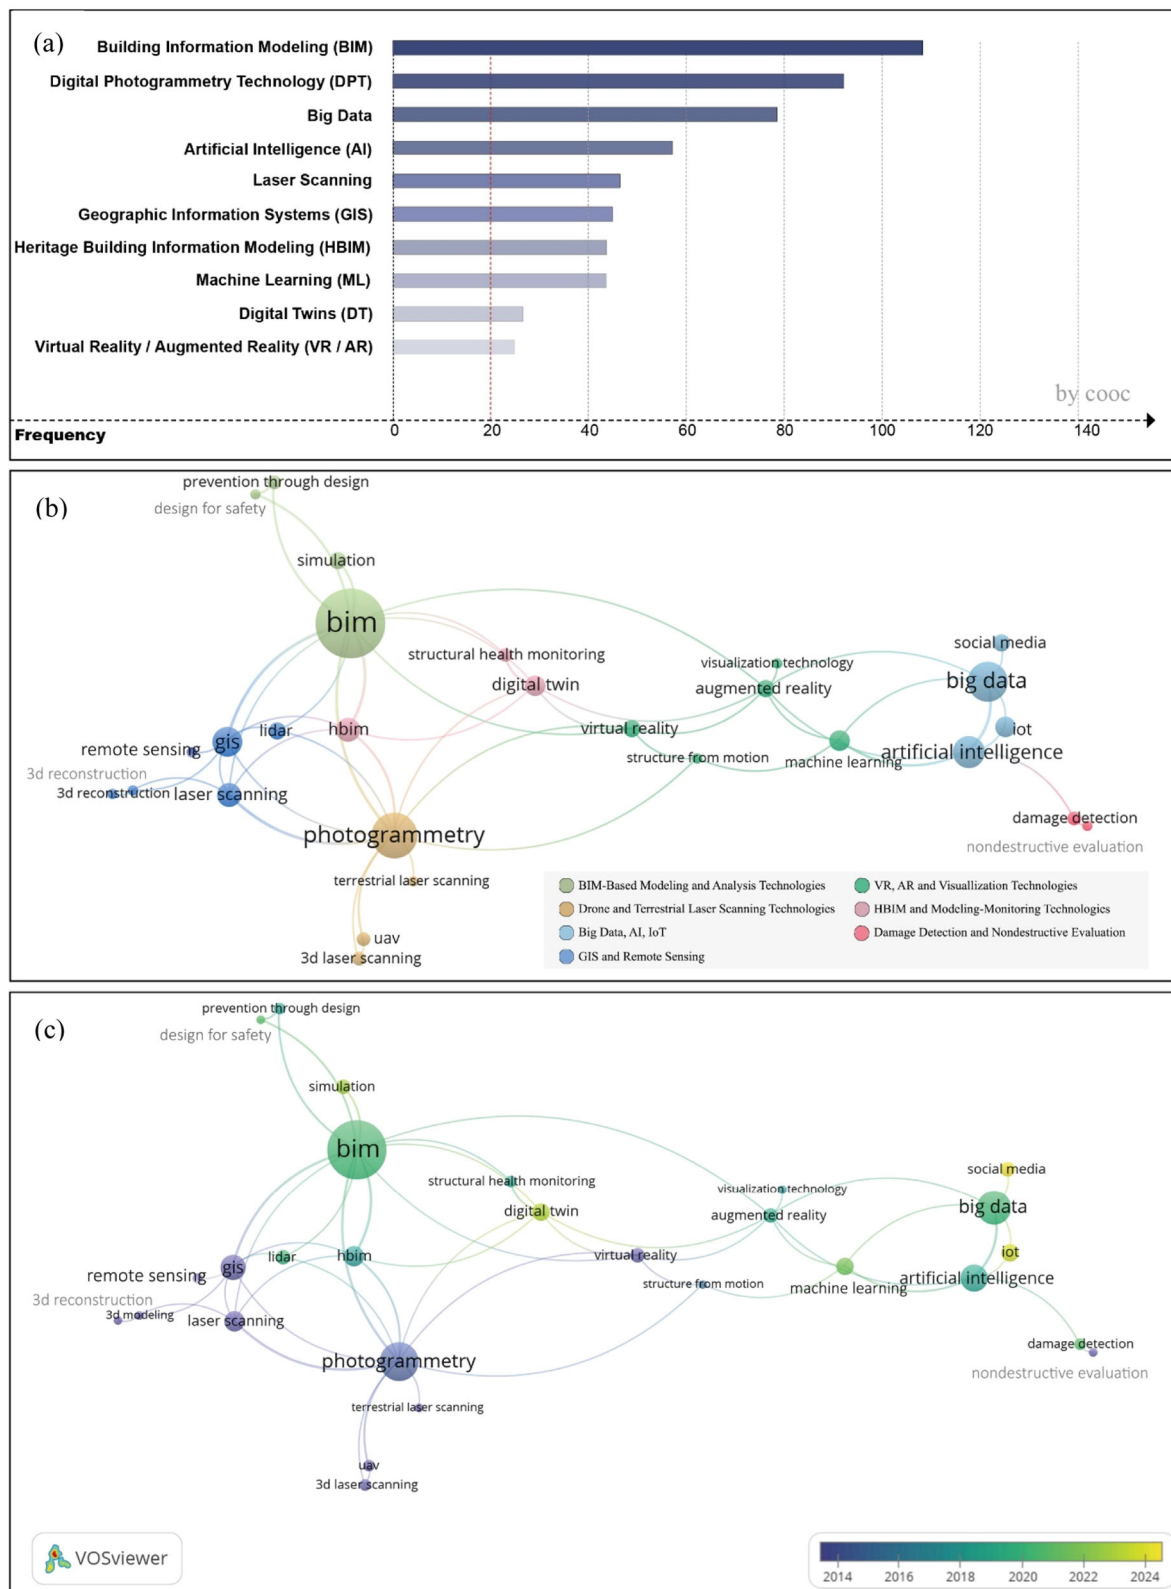 (a)
Building Information Modeling (BIM)
Digital Photogrammetry Technology (DPT)
Big Data
Artificial Intelligence (AI)
Laser Scanning
Geographic Information Systems (GIS)
Heritage Building Information Modeling (HBIM)
Machine Learning (ML)
Digital Twins (DT)
Virtual Reality / Augmented Reality (VR / AR)
by cooc
Frequency
0 20 40 60 80 100 120 140
(b)
prevention through design
design for safety
simulation
bim
structural health monitoring
digital twin
social media
visualization technology
augmented reality
big data
hbim
lidar
gis
remote sensing
virtual reality
iot
structure from motion
machine learning
artificial intelligence
3d reconstruction
3d reconstruction
laser scanning
photogrammetry
damage detection
nondestructive evaluation
terrestrial laser scanning
uav
3d laser scanning
BIM-Based Modeling and Analysis Technologies
VR, AR and Visuallization Technologies
Drone and Terrestrial Laser Scanning Technologies
HBIM and Modeling-Monitoring Technologies
Big Data, AI, IoT
Damage Detection and Nondestructive Evaluation
GIS and Remote Sensing
(c)
prevention through design
design for safety
simulation
bim
structural health monitoring
digital twin
social media
visualization technology
augmented reality
big data
lidar
hbim
virtual reality
iot
gis
remote sensing
structure from motion
machine learning
artificial intelligence
3d reconstruction
3d modeling
laser scanning
photogrammetry
damage detection
nondestructive evaluation
terrestrial laser scanning
uav
3d laser scanning
VOSviewer
2014 2016 2018 2020 2022 2024